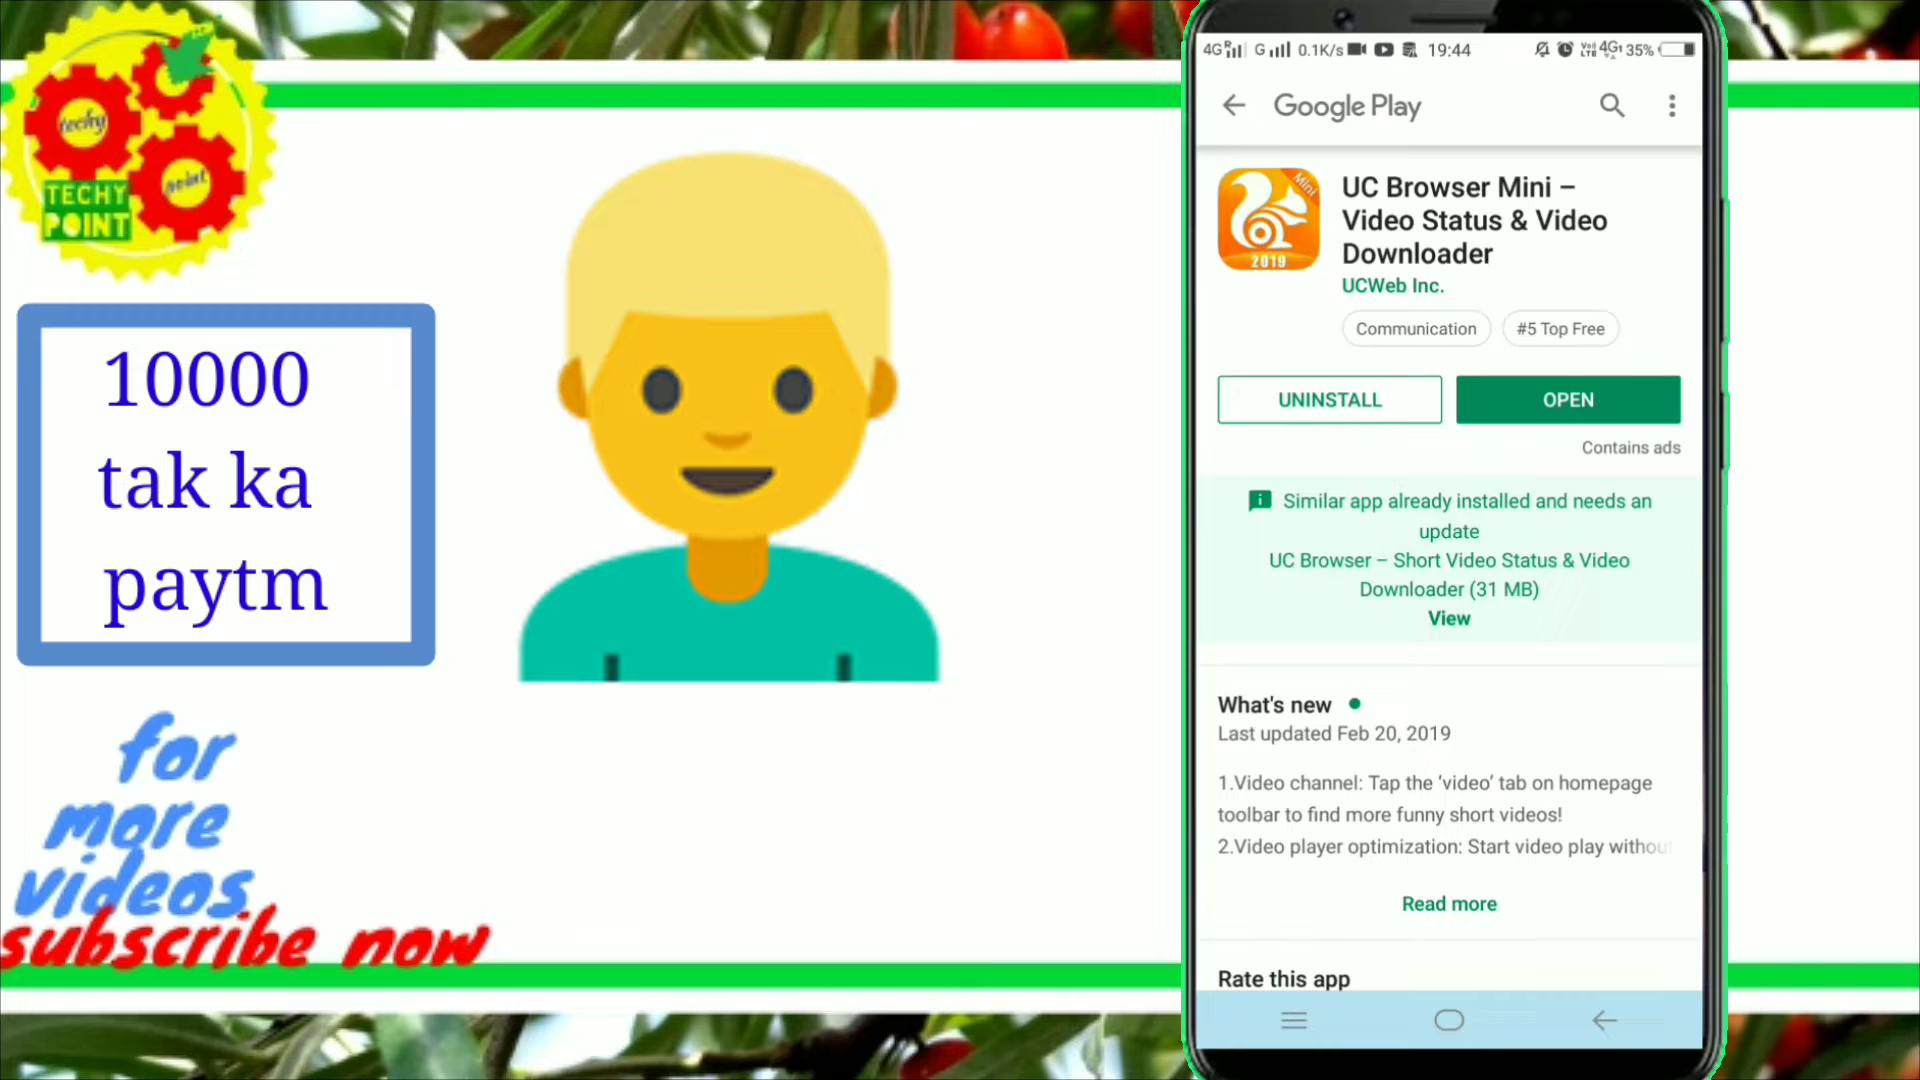 techy
point
TECHY
POINT
10000
tak ka
paytm
for
more
videos
subscribe now
4G R G 0.1K/s 19:44 4G 35%
Google Play
Mini
2019
UC Browser Mini –
Video Status & Video
Downloader
UCWeb Inc.
Communication #5 Top Free
UNINSTALL OPEN
Contains ads
Similar app already installed and needs an
update
UC Browser – Short Video Status & Video
Downloader (31 MB)
View
What's new
Last updated Feb 20, 2019
1.Video channel: Tap the ‘video’ tab on homepage
toolbar to find more funny short videos!
2.Video player optimization: Start video play withou
Read more
Rate this app